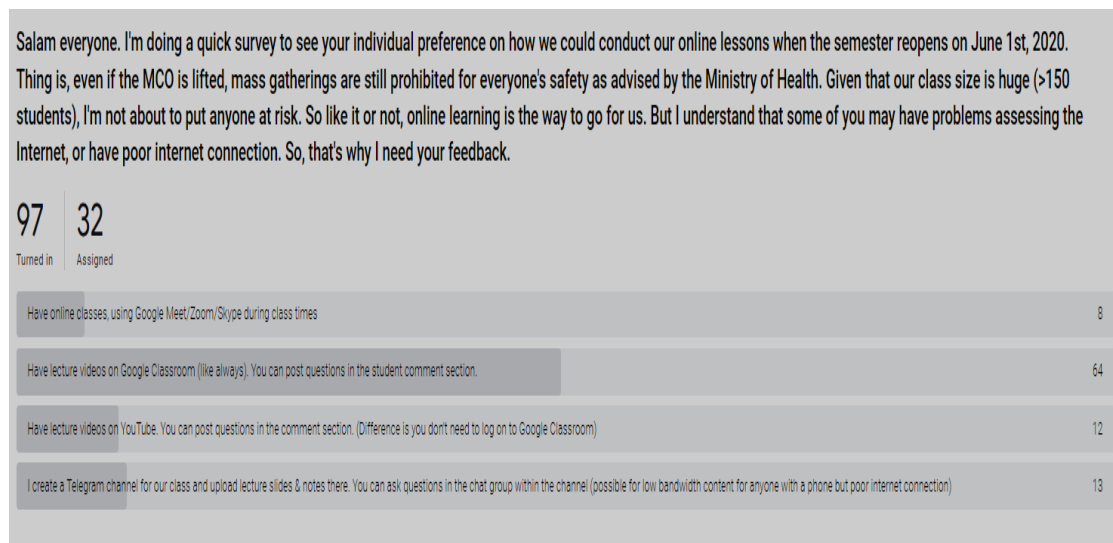 Salam everyone. I'm doing a quick survey to see your individual preference on how we could conduct our online lessons when the semester reopens on June 1st, 2020.
Thing is, even if the MCO is lifted, mass gatherings are still prohibited for everyone's safety as advised by the Ministry of Health. Given that our class size is huge (>150
students), I'm not about to put anyone at risk. So like it or not, online learning is the way to go for us. But I understand that some of you may have problems assessing the
Internet, or have poor internet connection. So, that's why I need your feedback.
97 32
Turned in Assigned
Have online classes, using Google Meet/Zoom/Skype during class times 8
Have lecture videos on Google Classroom (like always). You can post questions in the student comment section. 64
Have lecture videos on YouTube. You can post questions in the comment section. (Difference is you don't need to log on to Google Classroom) 12
I create a Telegram channel for our class and upload lecture slides & notes there. You can ask questions in the chat group within the channel (possible for low bandwidth content for anyone with a phone but poor internet connection) 13